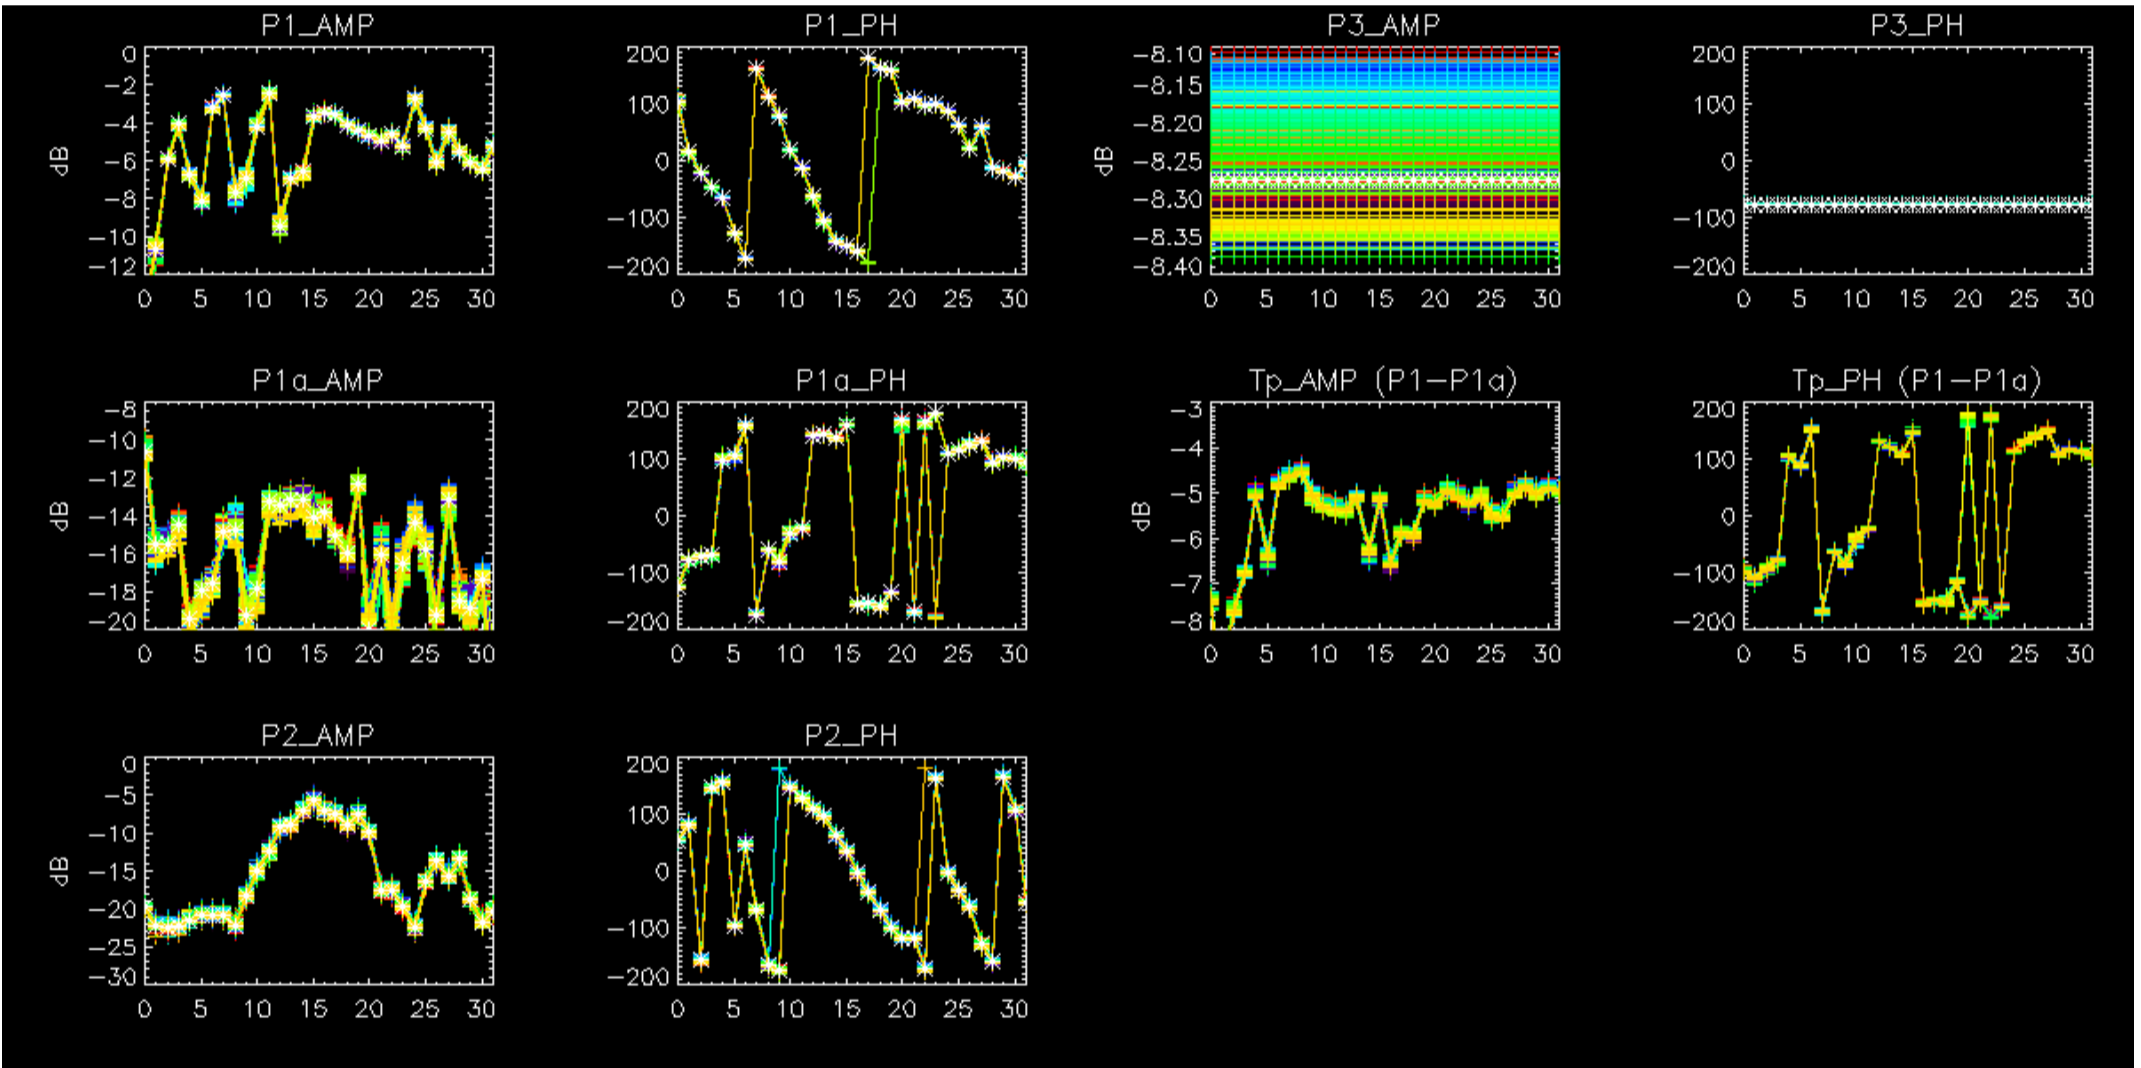 P1_AMP
dB
0
-2
-4
-6
-8
-10
-12
0 5 10 15 20 25 30
P1_PH
200
100
0
-100
-200
0 5 10 15 20 25 30
P3_AMP
dB
-8.10
-8.15
-8.20
-8.25
-8.30
-8.35
-8.40
0 5 10 15 20 25 30
P3_PH
200
100
0
-100
-200
0 5 10 15 20 25 30
P1a_AMP
dB
-8
-10
-12
-14
-16
-18
-20
0 5 10 15 20 25 30
P1a_PH
200
100
0
-100
-200
0 5 10 15 20 25 30
Tp_AMP (P1-P1a)
dB
-3
-4
-5
-6
-7
-8
0 5 10 15 20 25 30
Tp_PH (P1-P1a)
200
100
0
-100
-200
0 5 10 15 20 25 30
P2_AMP
dB
0
-5
-10
-15
-20
-25
-30
0 5 10 15 20 25 30
P2_PH
200
100
0
-100
-200
0 5 10 15 20 25 30